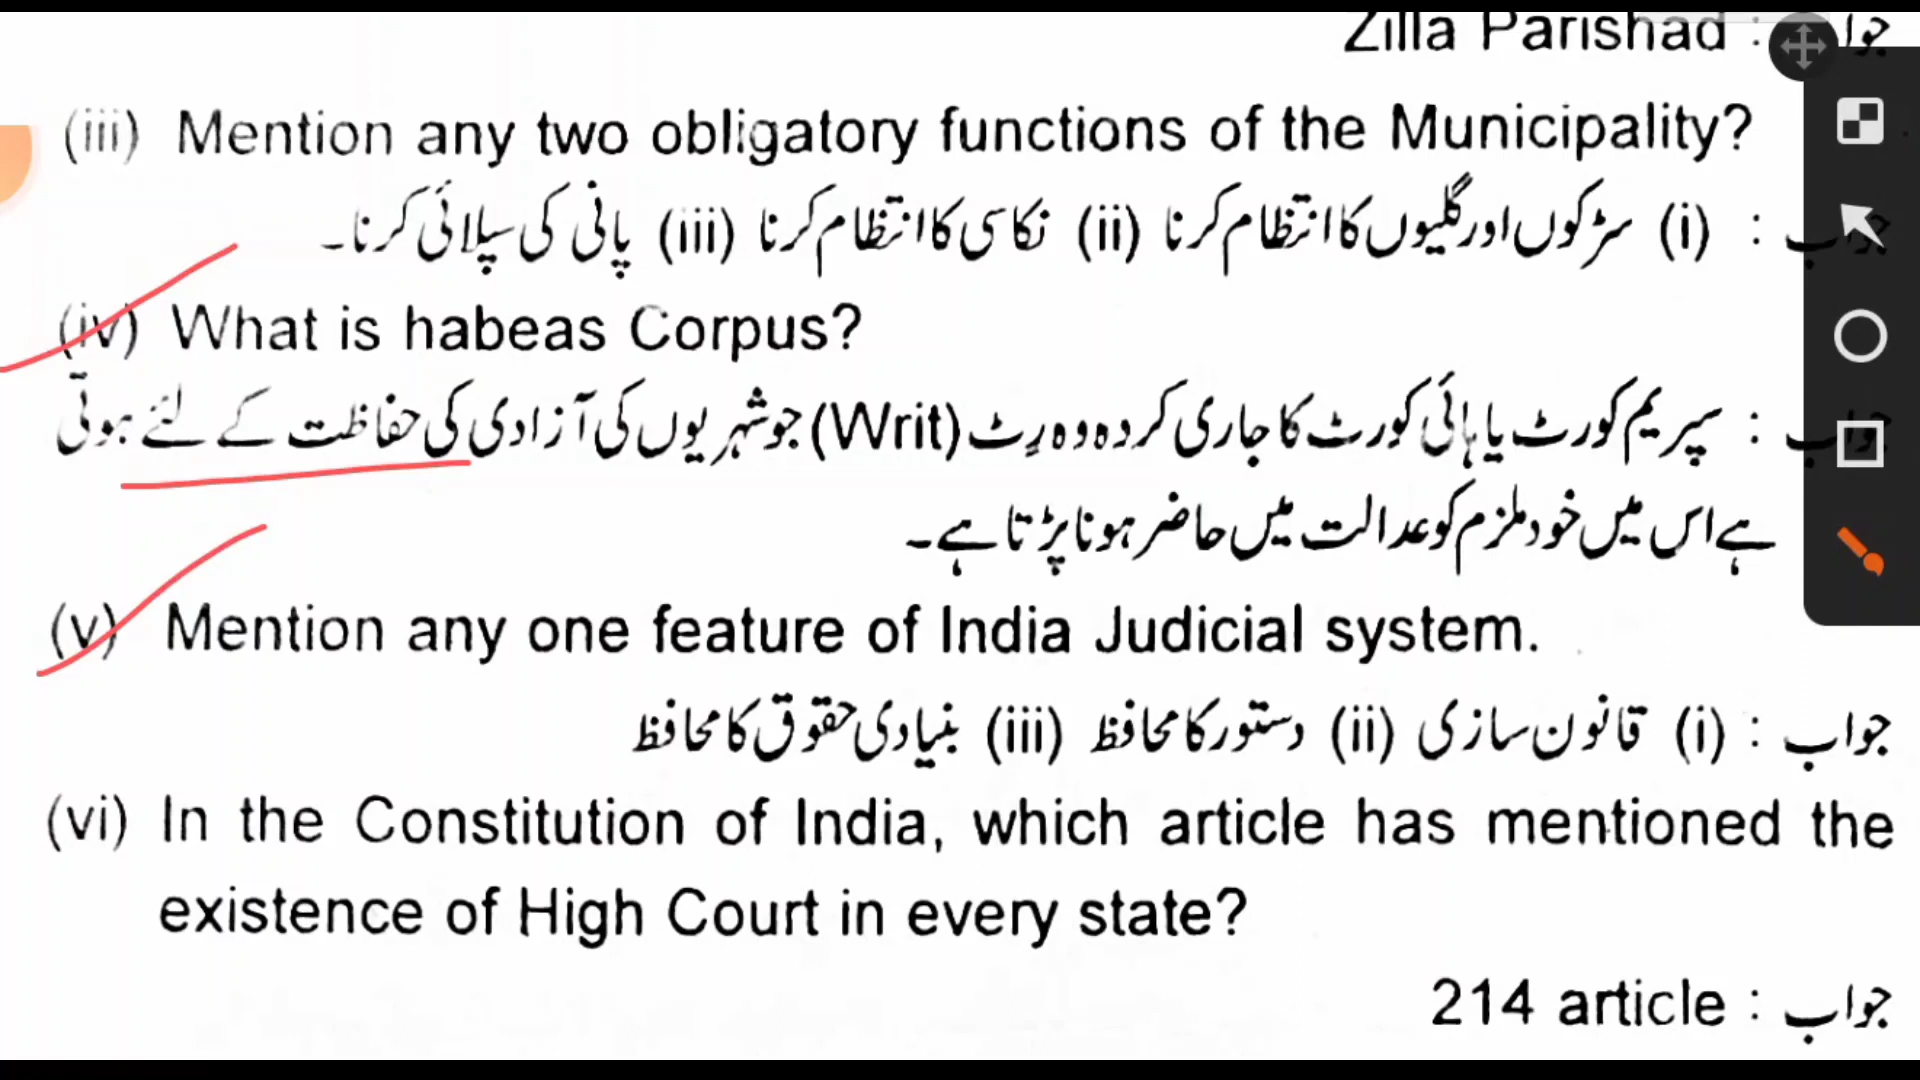 Zilla Parishad : جواب
(iii) Mention any two obligatory functions of the Municipality?
جواب : (i) سڑکوں اور گلیوں کا انتظام کرنا (ii) نکاسی کا انتظام کرنا (iii) پانی کی سپلائی کرنا۔
(iv) What is habeas Corpus?
جواب : سپریم کورٹ یا ہائی کورٹ کا جاری کردہ وہ رِٹ (Writ) جو شہریوں کی آزادی کی حفاظت کے لئے ہوتی
ہے اس میں خود ملزم کو عدالت میں حاضر ہونا پڑتا ہے۔
(v) Mention any one feature of India Judicial system.
جواب : (i) قانون سازی (ii) دستور کا محافظ (iii) بنیادی حقوق کا محافظ
(vi) In the Constitution of India, which article has mentioned the
existence of High Court in every state?
جواب : 214 article